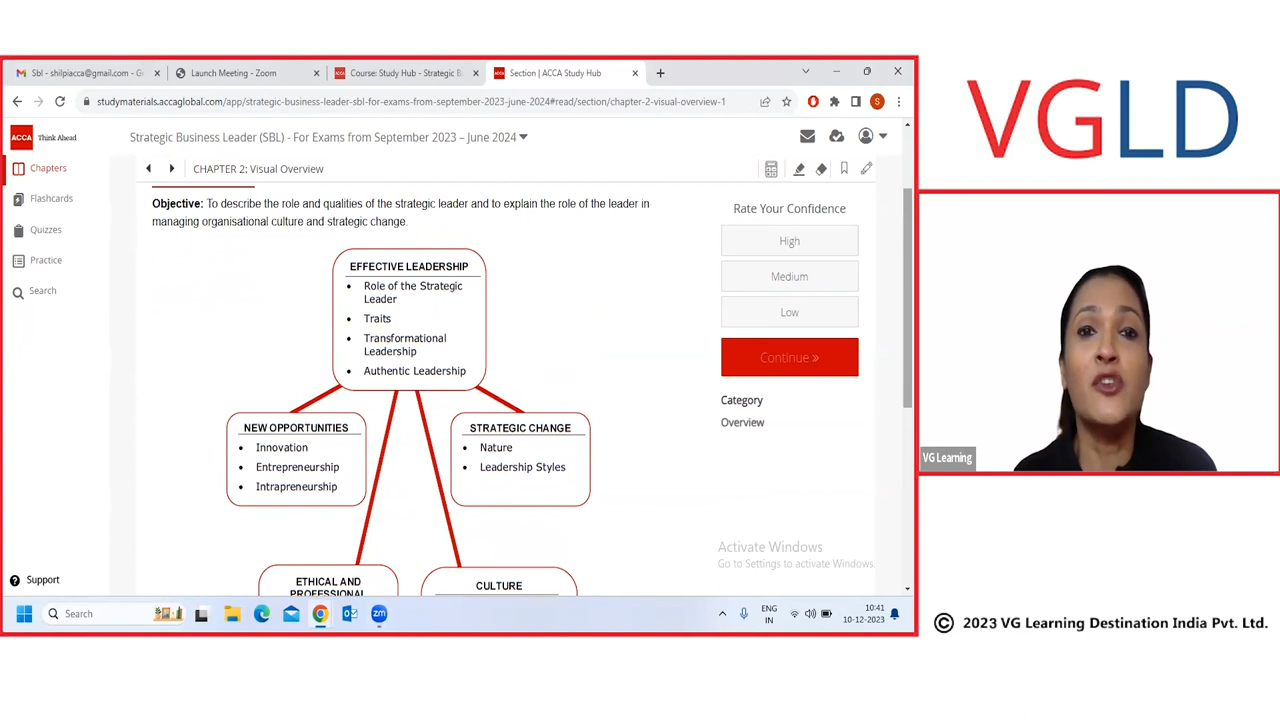 Sbl - shilpiacca@gmail.com - G
Launch Meeting - Zoom
Course: Study Hub - Strategic B
Section | ACCA Study Hub
studymaterials.accaglobal.com/app/strategic-business-leader-sbl-for-exams-from-september-2023-june-2024#read/section/chapter-2-visual-overview-1
S
ACCA
Think Ahead
Strategic Business Leader (SBL) - For Exams from September 2023 – June 2024
Chapters
Flashcards
Quizzes
Practice
Search
Support
CHAPTER 2: Visual Overview
Objective: To describe the role and qualities of the strategic leader and to explain the role of the leader in
managing organisational culture and strategic change.
EFFECTIVE LEADERSHIP
• Role of the Strategic
Leader
• Traits
• Transformational
Leadership
• Authentic Leadership
NEW OPPORTUNITIES
• Innovation
• Entrepreneurship
• Intrapreneurship
STRATEGIC CHANGE
• Nature
• Leadership Styles
ETHICAL AND
PROFESSIONAL
CULTURE
Rate Your Confidence
High
Medium
Low
Continue »
Category
Overview
Activate Windows
Go to Settings to activate Windows.
Search
zm
ENG
IN
10:41
10-12-2023
VGLD
VG Learning
© 2023 VG Learning Destination India Pvt. Ltd.